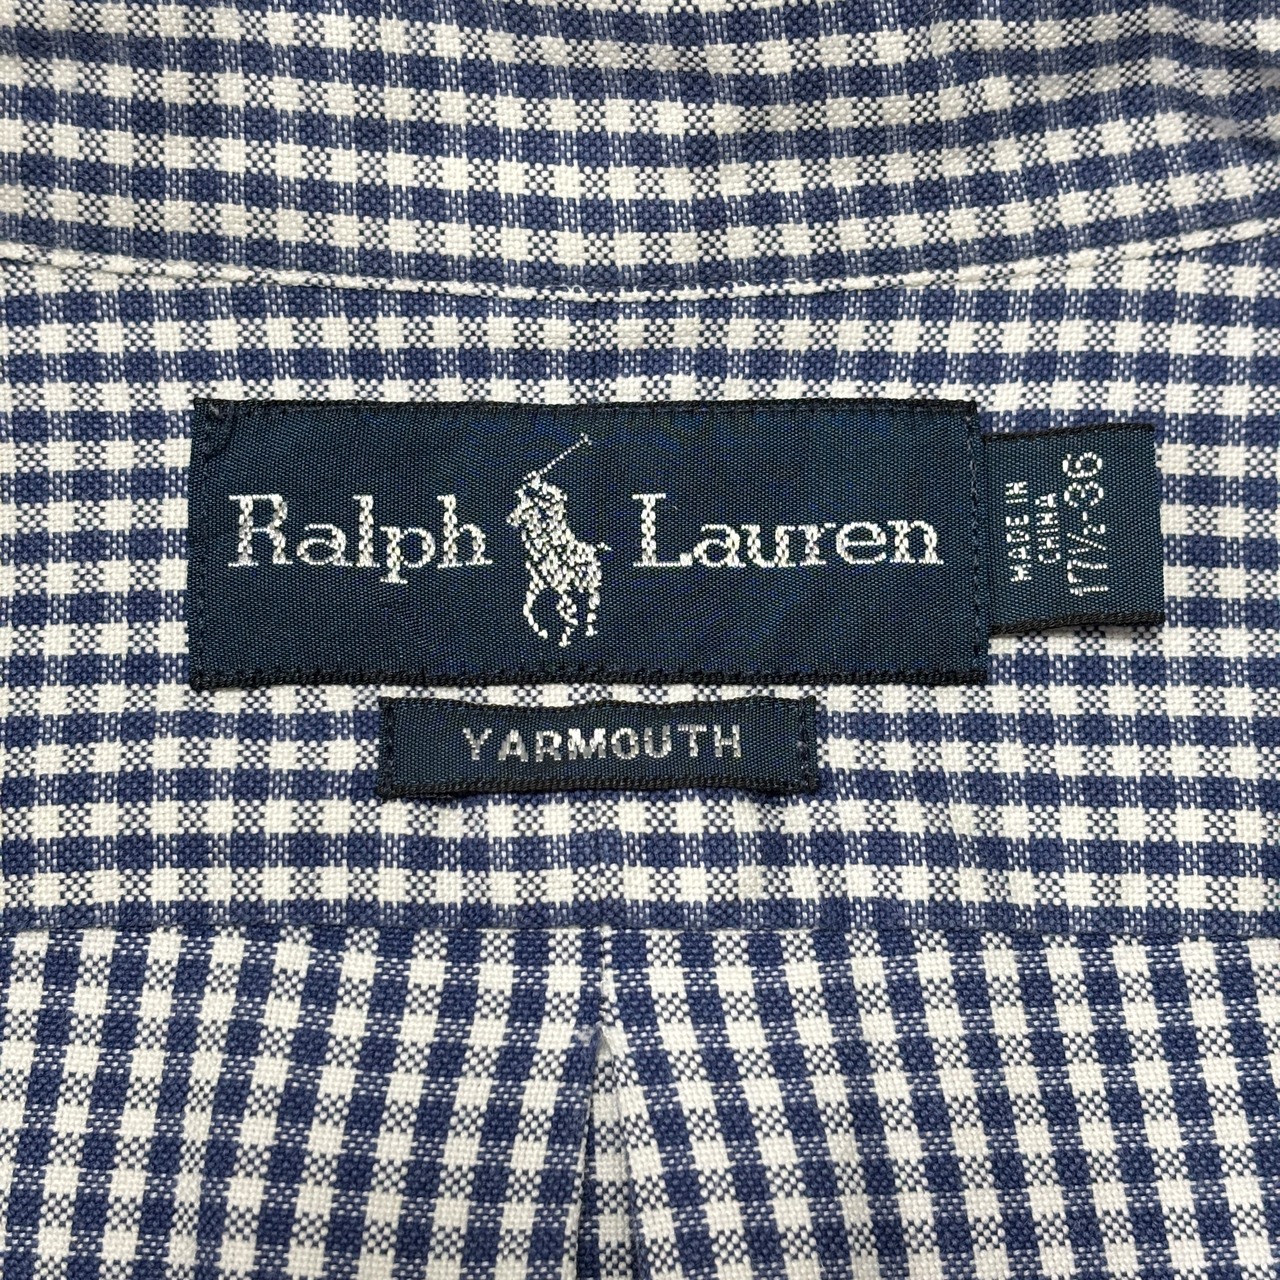 Ralph Lauren
MADE IN
CHINA
17½-36
YARMOUTH